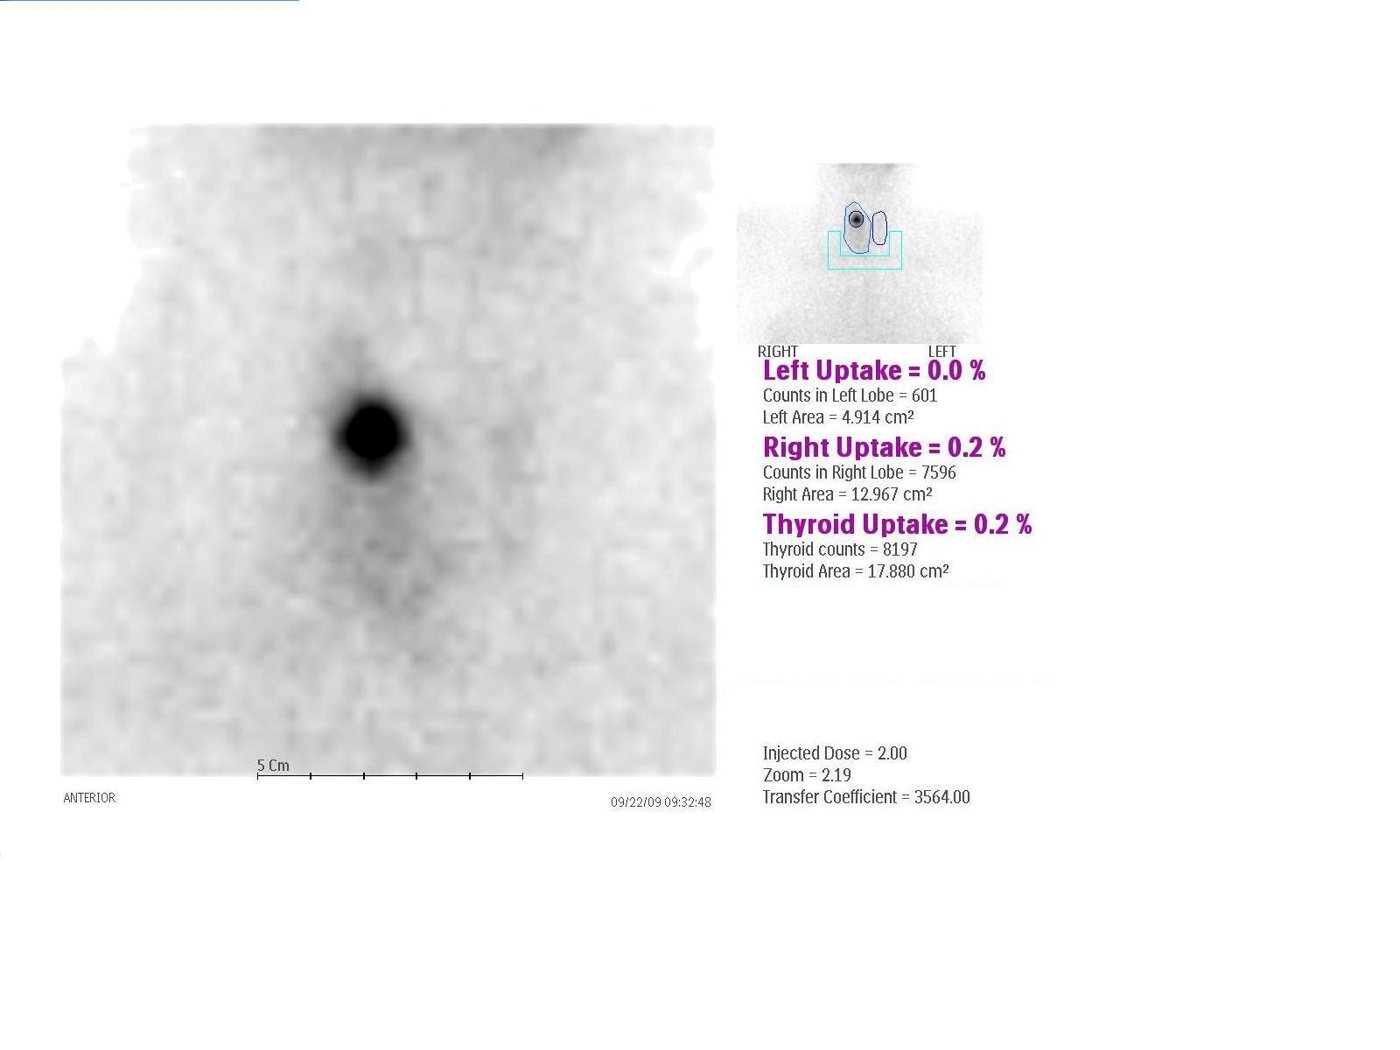 5 Cm
ANTERIOR
09/22/09 09:32:48
RIGHT LEFT
Left Uptake = 0.0 %
Counts in Left Lobe = 601
Left Area = 4.914 cm²
Right Uptake = 0.2 %
Counts in Right Lobe = 7596
Right Area = 12.967 cm²
Thyroid Uptake = 0.2 %
Thyroid counts = 8197
Thyroid Area = 17.880 cm²
Injected Dose = 2.00
Zoom = 2.19
Transfer Coefficient = 3564.00